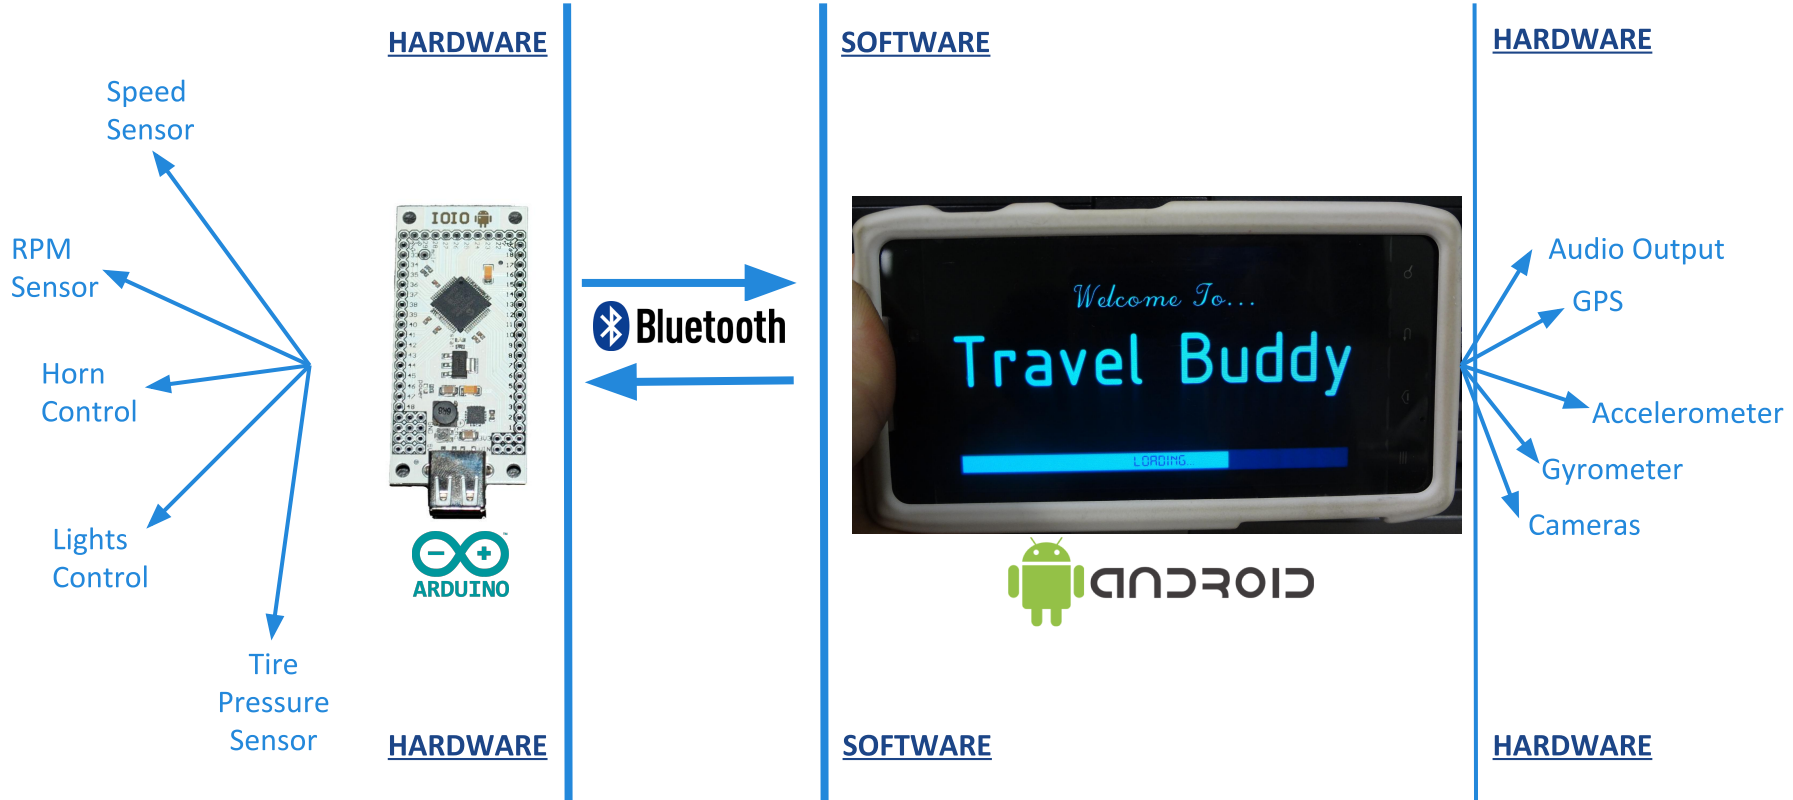 HARDWARE
SOFTWARE
HARDWARE
Speed
Sensor
RPM
Sensor
Horn
Control
Lights
Control
Tire
Pressure
Sensor
IOIO
ARDUINO
Bluetooth
Welcome To...
Travel Buddy
LOADING...
ANDROID
Audio Output
GPS
Accelerometer
Gyrometer
Cameras
HARDWARE
SOFTWARE
HARDWARE